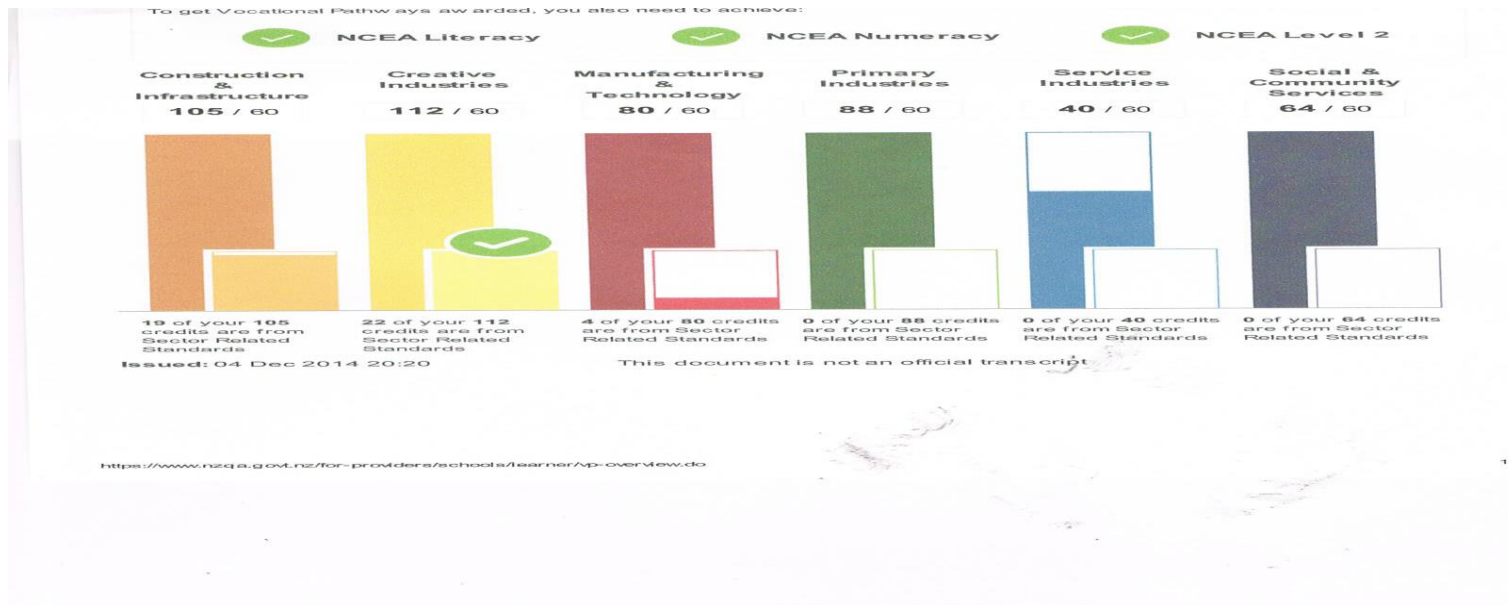 To get Vocational Pathways awarded, you also need to achieve:
NCEA Literacy NCEA Numeracy NCEA Level 2
Construction
&
Infrastructure
105 / 60
Creative
Industries
112 / 60
Manufacturing
&
Technology
80 / 60
Primary
Industries
88 / 60
Service
Industries
40 / 60
Social &
Community
Services
64 / 60
19 of your 105
credits are from
Sector Related
Standards
22 of your 112
credits are from
Sector Related
Standards
4 of your 80 credits
are from Sector
Related Standards
0 of your 88 credits
are from Sector
Related Standards
0 of your 40 credits
are from Sector
Related Standards
0 of your 64 credits
are from Sector
Related Standards
Issued: 04 Dec 2014 20:20 This document is not an official transcript
https://www.nzqa.govt.nz/for-providers/schools/learner/vp-overview.do 1